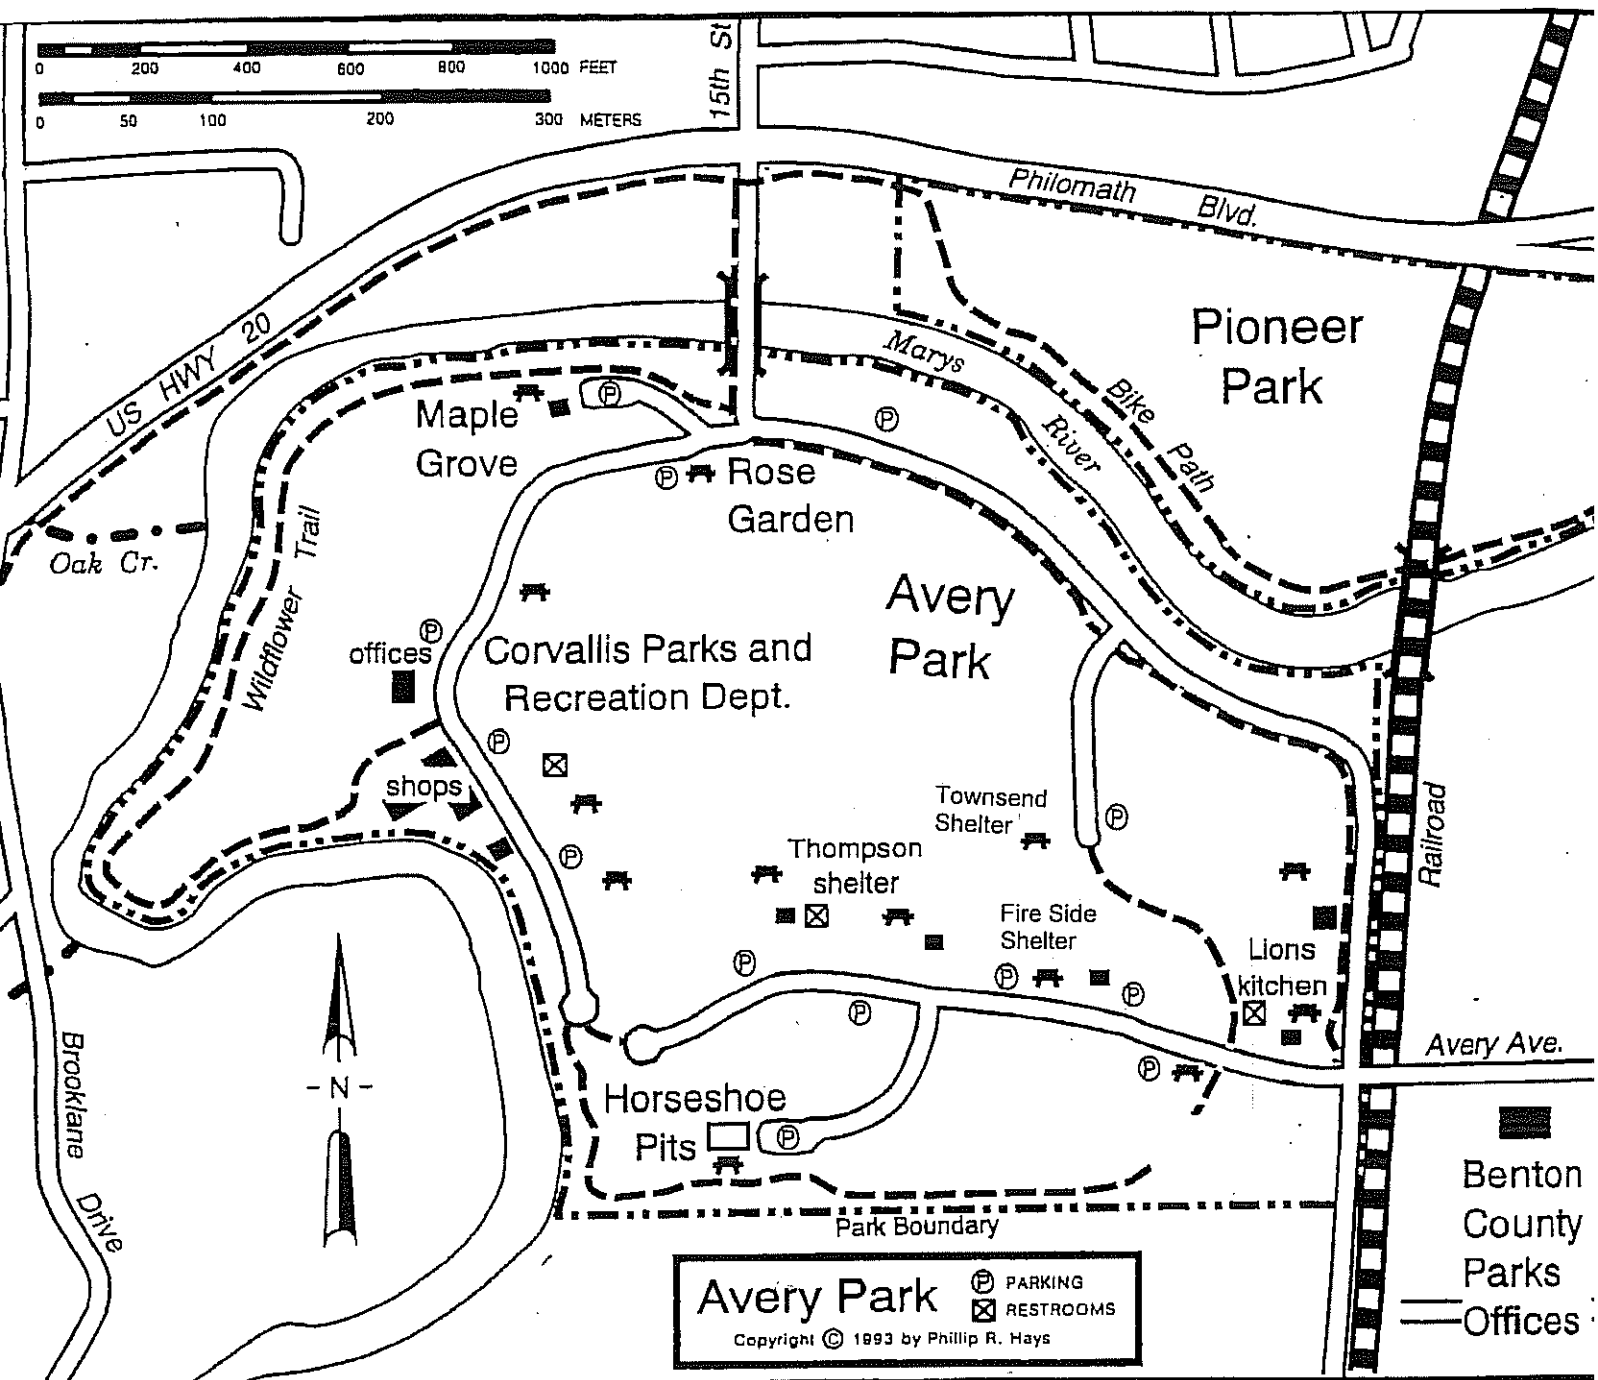 0 200 400 600 800 1000 FEET
0 50 100 200 300 METERS
15th St
Philomath Blvd.
US HWY 20
Pioneer
Park
Marys
River
Bike Path
Maple
Grove
P
P
P
Rose
Garden
Oak Cr.
Wildflower Trail
Avery
Park
P
offices
Corvallis Parks and
Recreation Dept.
P
shops
P
Townsend
Shelter
P
Thompson
shelter
Railroad
Fire Side
Shelter
Lions
kitchen
P
P
P
P
Brooklane
Drive
- N -
Avery Ave.
P
Horseshoe
Pits
P
Benton
County
Parks
Offices
Park Boundary
Avery Park
P PARKING
RESTROOMS
Copyright © 1993 by Phillip R. Hays